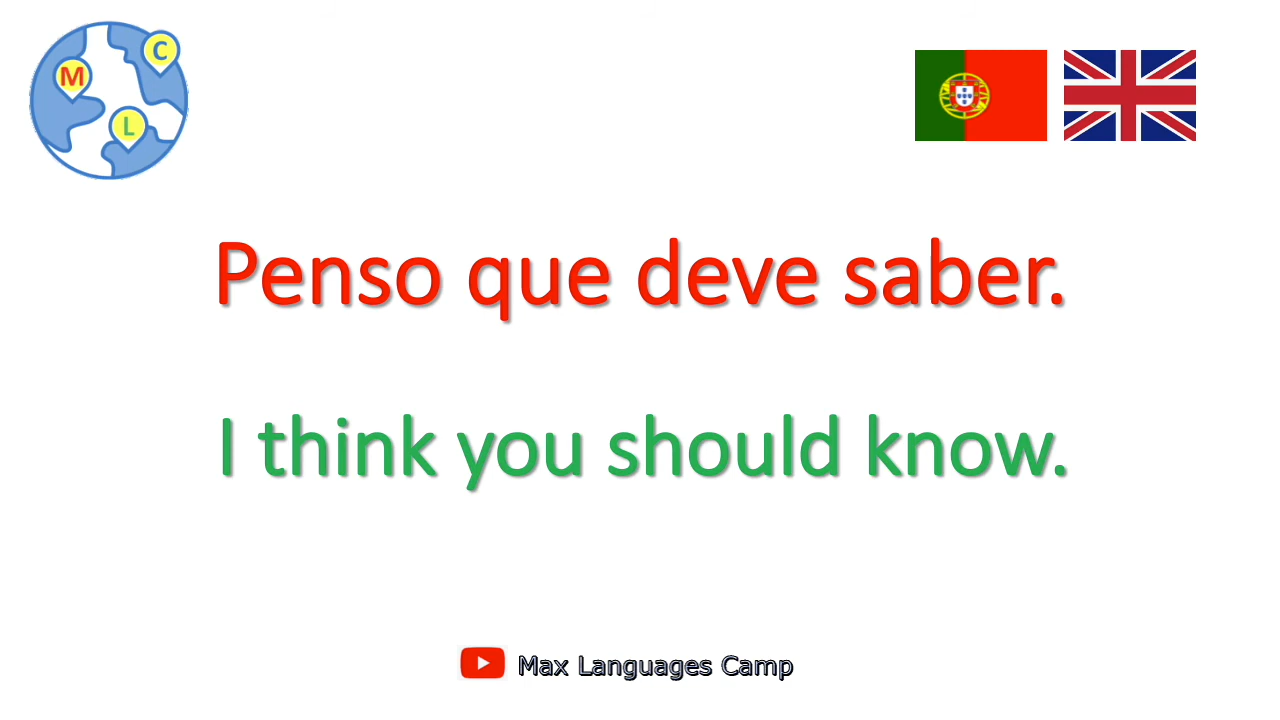 M
C
L
Penso que deve saber.
I think you should know.
Max Languages Camp